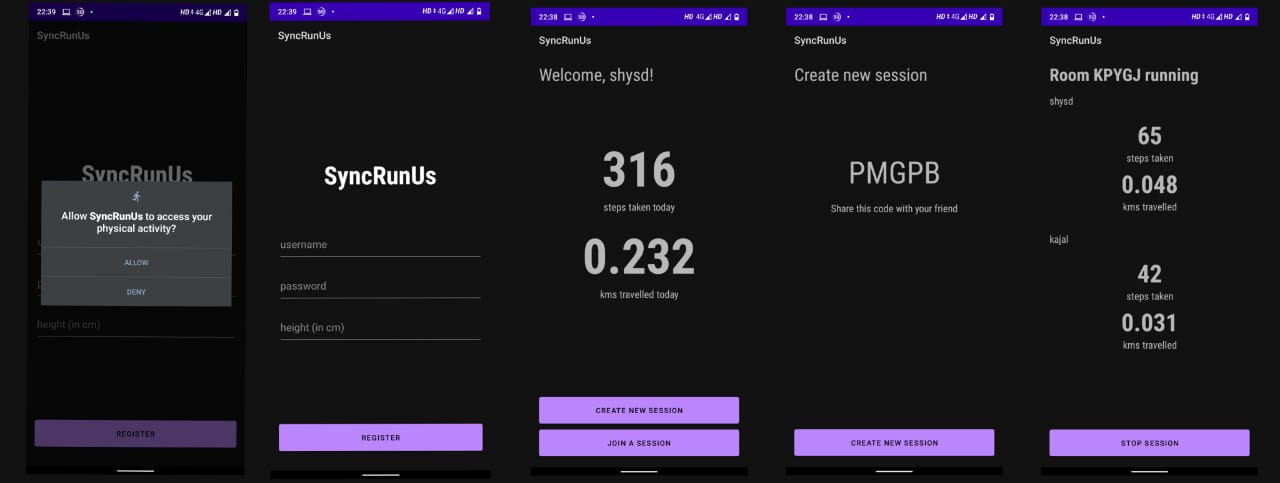 22:39 HD 4G HD
SyncRunUs
SyncRunUs
Allow SyncRunUs to access your
physical activity?
ALLOW
DENY
height (in cm)
REGISTER
22:39 HD 4G HD
SyncRunUs
SyncRunUs
username
password
height (in cm)
REGISTER
22:38 HD 4G HD
SyncRunUs
Welcome, shysd!
316
steps taken today
0.232
kms travelled today
CREATE NEW SESSION
JOIN A SESSION
22:38 HD 4G HD
SyncRunUs
Create new session
PMGPB
Share this code with your friend
CREATE NEW SESSION
22:38 HD 4G HD
SyncRunUs
Room KPYGJ running
shysd
65
steps taken
0.048
kms travelled
kajal
42
steps taken
0.031
kms travelled
STOP SESSION